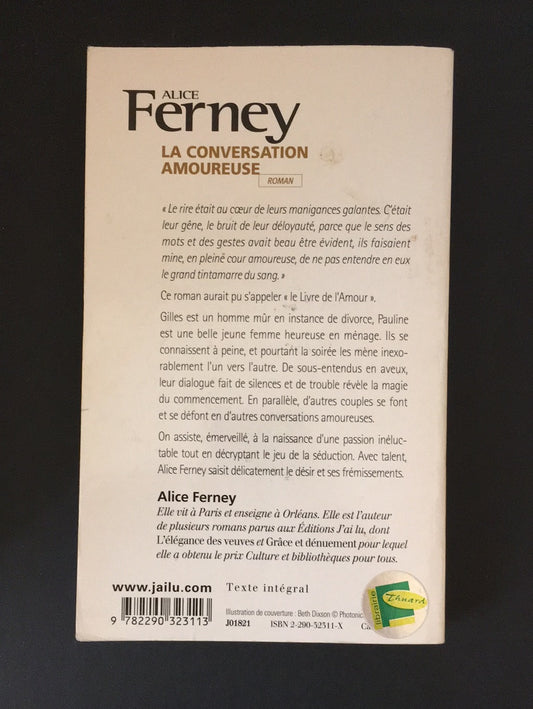 ALICE
Ferney
LA CONVERSATION
AMOUREUSE
ROMAN
« Le rire était au cœur de leurs manigances galantes. C'était
leur gêne, le bruit de leur déloyauté, parce que le sens des
mots et des gestes avait beau être évident, ils faisaient
mine, en pleine cour amoureuse, de ne pas entendre en eux
le grand tintamarre du sang. »
Ce roman aurait pu s'appeler « le Livre de l'Amour ».
Gilles est un homme mûr en instance de divorce, Pauline
est une belle jeune femme heureuse en ménage. Ils se
connaissent à peine, et pourtant la soirée les mène inexo-
rablement l'un vers l'autre. De sous-entendus en aveux,
leur dialogue fait de silences et de trouble révèle la magie
du commencement. En parallèle, d'autres couples se font
et se défont en d'autres conversations amoureuses.
On assiste, émerveillé, à la naissance d'une passion inéluc-
table tout en décryptant le jeu de la séduction. Avec talent,
Alice Ferney saisit délicatement le désir et ses frémissements.
Alice Ferney
Elle vit à Paris et enseigne à Orléans. Elle est l'auteur
de plusieurs romans parus aux Éditions J'ai lu, dont
L'élégance des veuves et Grâce et dénuement pour lequel
elle a obtenu le prix Culture et bibliothèques pour tous.
www.jailu.com Texte intégral
Illustration de couverture : Beth Dixson © Photonic
9 782290 323113 J01821 ISBN 2-290-32311-X
librairie
Thuard